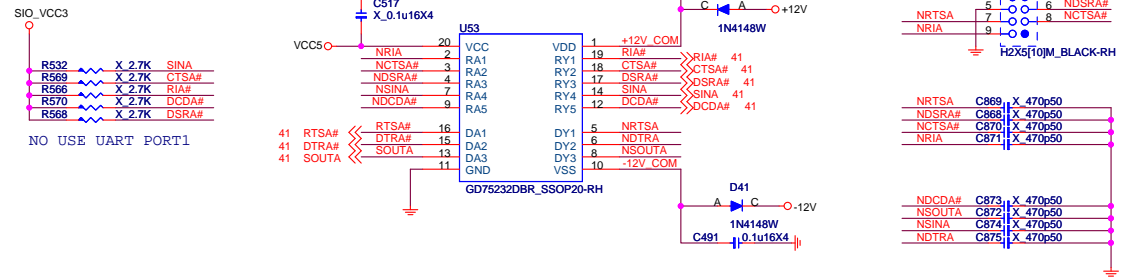 SIO_VCC3
R532 X_2.7K SINA
R569 X_2.7K CTSA#
R566 X_2.7K RIA#
R570 X_2.7K DCDA#
R568 X_2.7K DSRA#
NO USE UART PORT1
C517
X_0.1u16X4
VCC5
U53
C A +12V
1N4148W
20 VCC VDD 1 +12V_COM
NRIA 2 RA1 RY1 19 RIA# RIA# 41
NCTSA# 3 RA2 RY2 18 CTSA# CTSA# 41
NDSRA# 4 RA3 RY3 17 DSRA# DSRA# 41
NSINA 7 RA4 RY4 14 SINA SINA 41
NDCDA# 9 RA5 RY5 12 DCDA# DCDA# 41
41 RTSA# RTSA# 16 DA1 DY1 5 NRTSA
41 DTRA# DTRA# 15 DA2 DY2 6 NDTRA
41 SOUTA SOUTA 13 DA3 DY3 8 NSOUTA
11 GND VSS 10 -12V_COM
GD75232DBR_SSOP20-RH
D41
A C -12V
1N4148W
C491 0.1u16X4
5 6 NDSRA#
NRTSA 7 8 NCTSA#
NRIA 9
H2X5[10]M_BLACK-RH
NRTSA C869 X_470p50
NDSRA# C868 X_470p50
NCTSA# C870 X_470p50
NRIA C871 X_470p50
NDCDA# C873 X_470p50
NSOUTA C872 X_470p50
NSINA C874 X_470p50
NDTRA C875 X_470p50